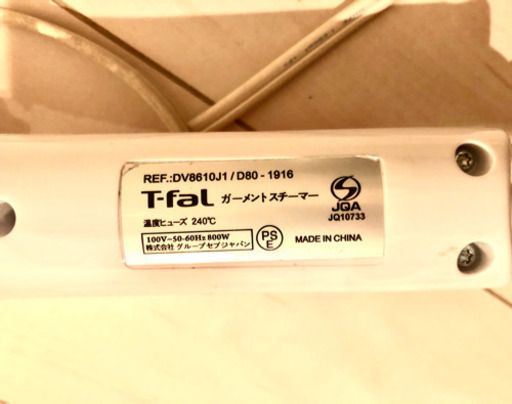 REF.:DV8610J1 / D80 - 1916
T-fal ガーメントスチーマー
JQA
JQ10733
温度ヒューズ 240℃
100V~50-60Hz 800W
株式会社 グループセブジャパン
PS
E
MADE IN CHINA